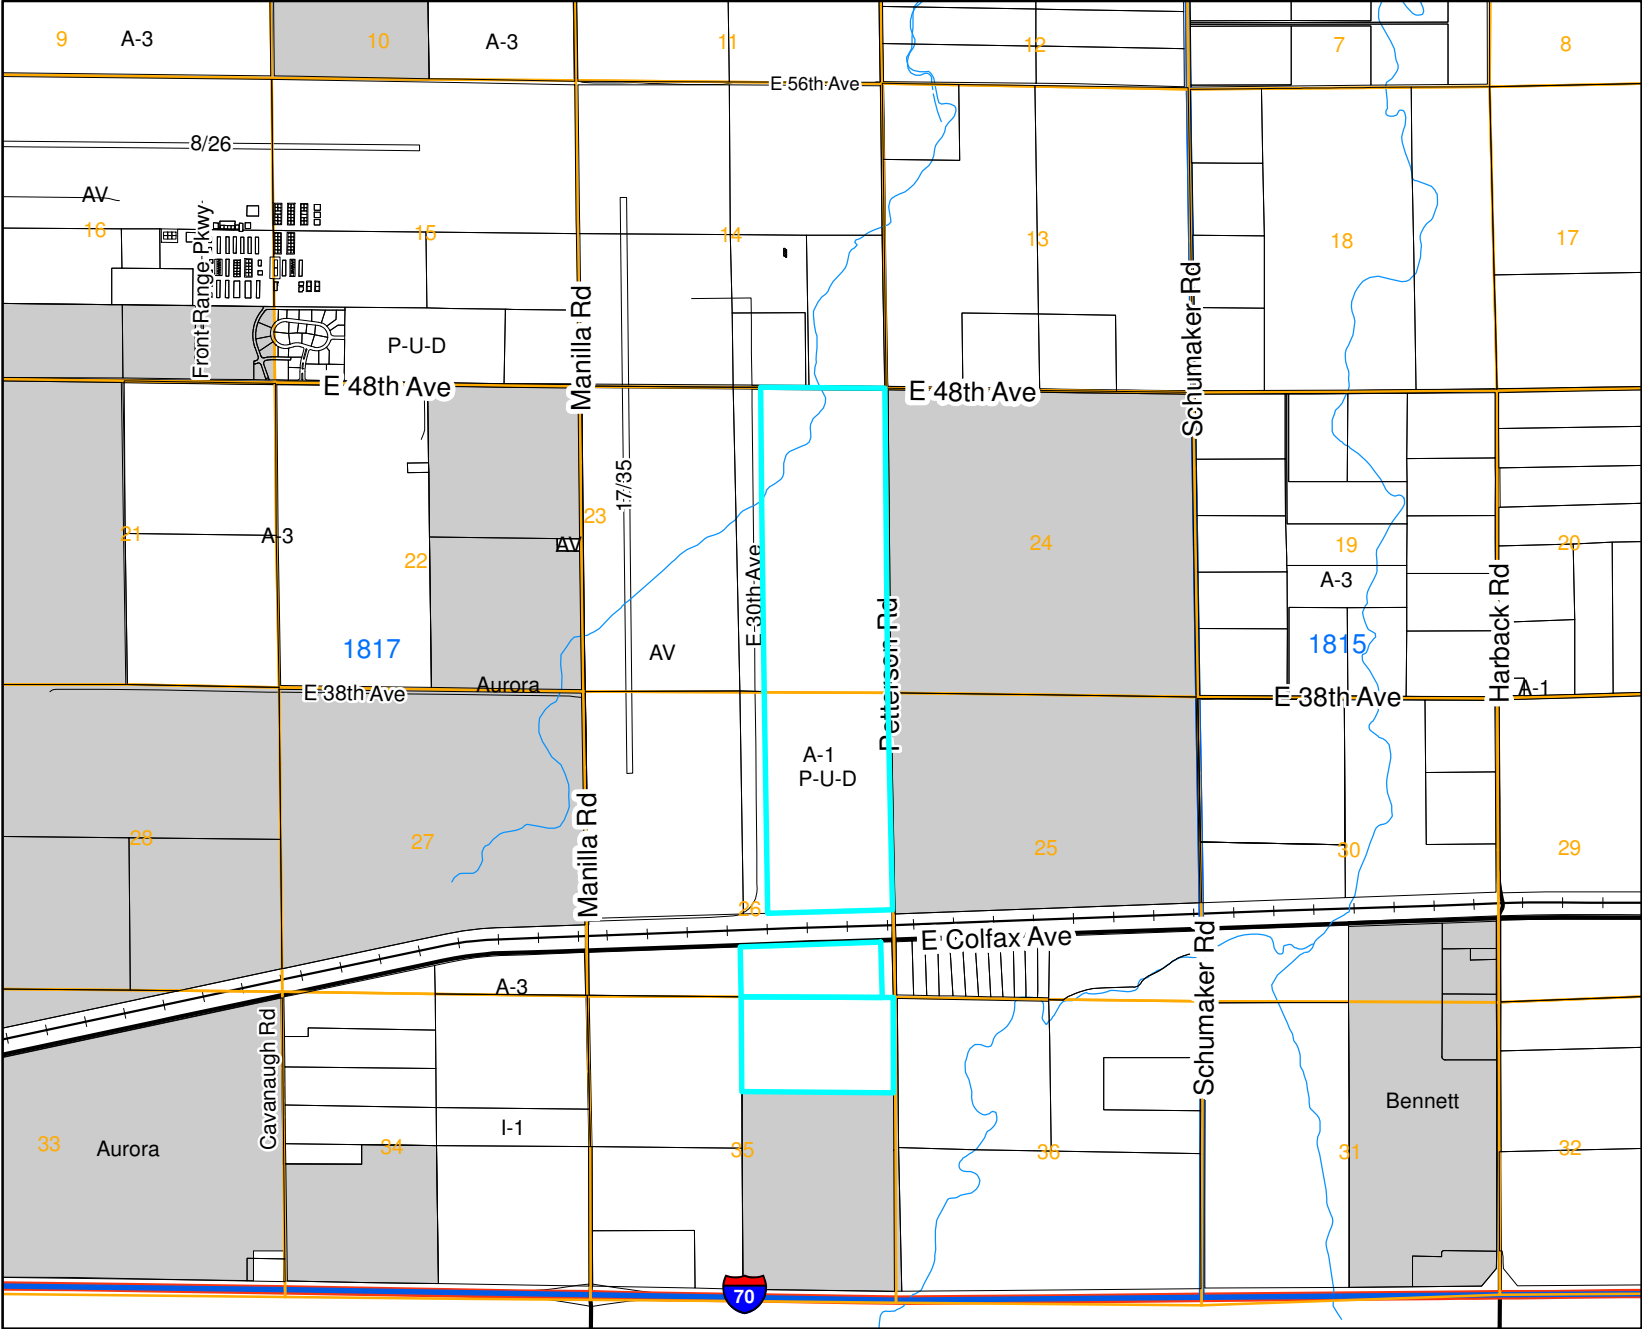 9
A-3
10
A-3
11
12
7
8
E 56th Ave
8/26
AV
16
Front Range Pkwy
15
14
13
18
17
Manilla Rd
Schumaker Rd
P-U-D
E 48th Ave
E 48th Ave
17/35
21
A-3
22
23
AV
24
19
20
A-3
E 30th Ave
Petterson Rd
Harback Rd
1817
AV
1815
Aurora
E 38th Ave
E 38th Ave
A-1
A-1
P-U-D
28
27
Manilla Rd
25
30
29
26
E Colfax Ave
Schumaker Rd
A-3
Cavanaugh Rd
Bennett
I-1
33
Aurora
34
35
36
31
32
70